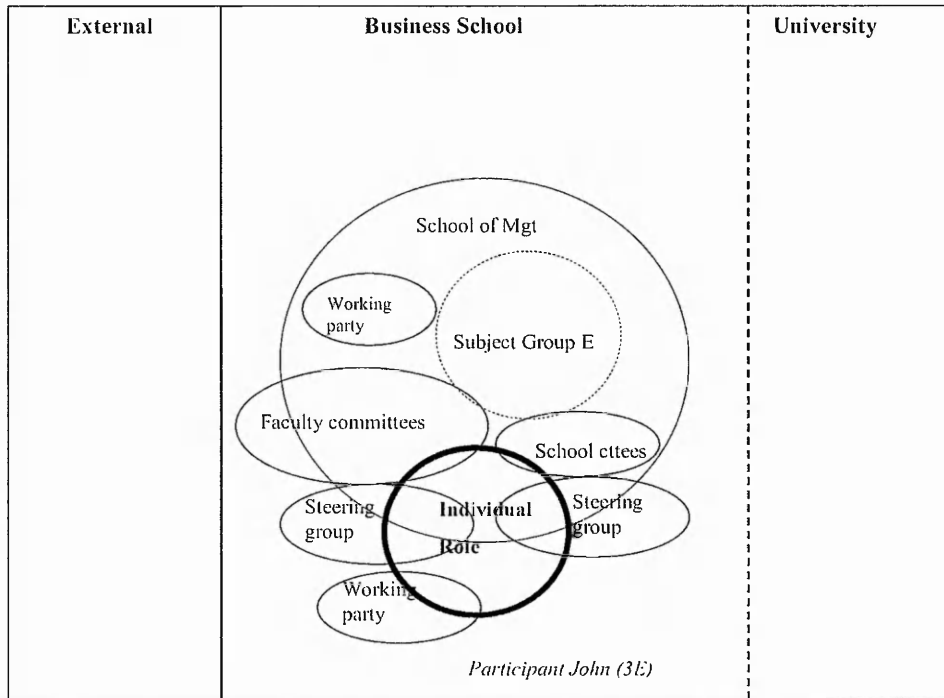 External
Business School
University
School of Mgt
Working
party
Subject Group E
Faculty committees
School cttees
Steering
group
Individual
Role
Steering
group
Working
party
Participant John (3E)